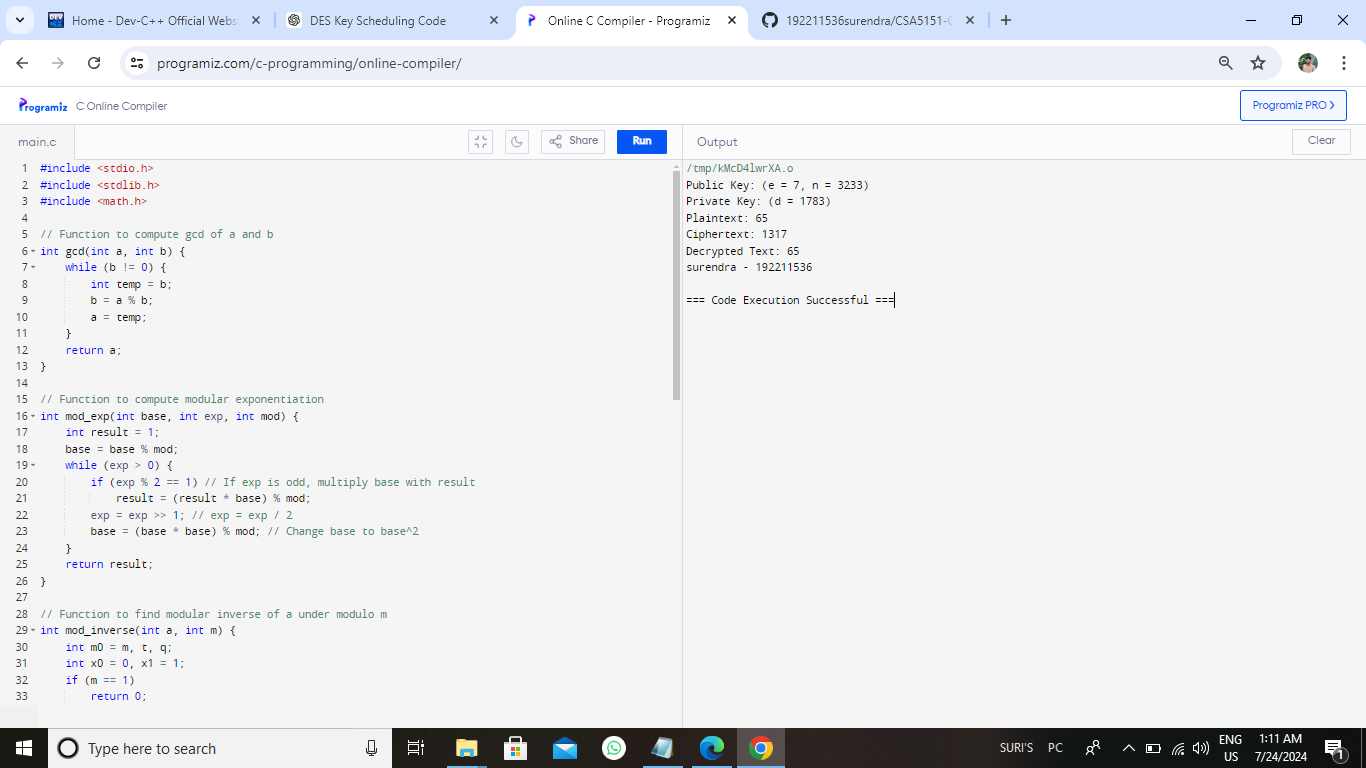 Home - Dev-C++ Official Webs
DES Key Scheduling Code
Online C Compiler - Programiz
192211536surendra/CSA5151-C
programiz.com/c-programming/online-compiler/
Programiz C Online Compiler
Programiz PRO
main.c
Share
Run
Output
Clear
1 #include <stdio.h>
2 #include <stdlib.h>
3 #include <math.h>
4
5 // Function to compute gcd of a and b
6 int gcd(int a, int b) {
7     while (b != 0) {
8         int temp = b;
9         b = a % b;
10         a = temp;
11     }
12     return a;
13 }
14
15 // Function to compute modular exponentiation
16 int mod_exp(int base, int exp, int mod) {
17     int result = 1;
18     base = base % mod;
19     while (exp > 0) {
20         if (exp % 2 == 1) // If exp is odd, multiply base with result
21             result = (result * base) % mod;
22         exp = exp >> 1; // exp = exp / 2
23         base = (base * base) % mod; // Change base to base^2
24     }
25     return result;
26 }
27
28 // Function to find modular inverse of a under modulo m
29 int mod_inverse(int a, int m) {
30     int m0 = m, t, q;
31     int x0 = 0, x1 = 1;
32     if (m == 1)
33         return 0;
/tmp/kMcD4lwrXA.o
Public Key: (e = 7, n = 3233)
Private Key: (d = 1783)
Plaintext: 65
Ciphertext: 1317
Decrypted Text: 65
surendra - 192211536
=== Code Execution Successful ===
Type here to search
SURI'S PC
ENG
US
1:11 AM
7/24/2024
1